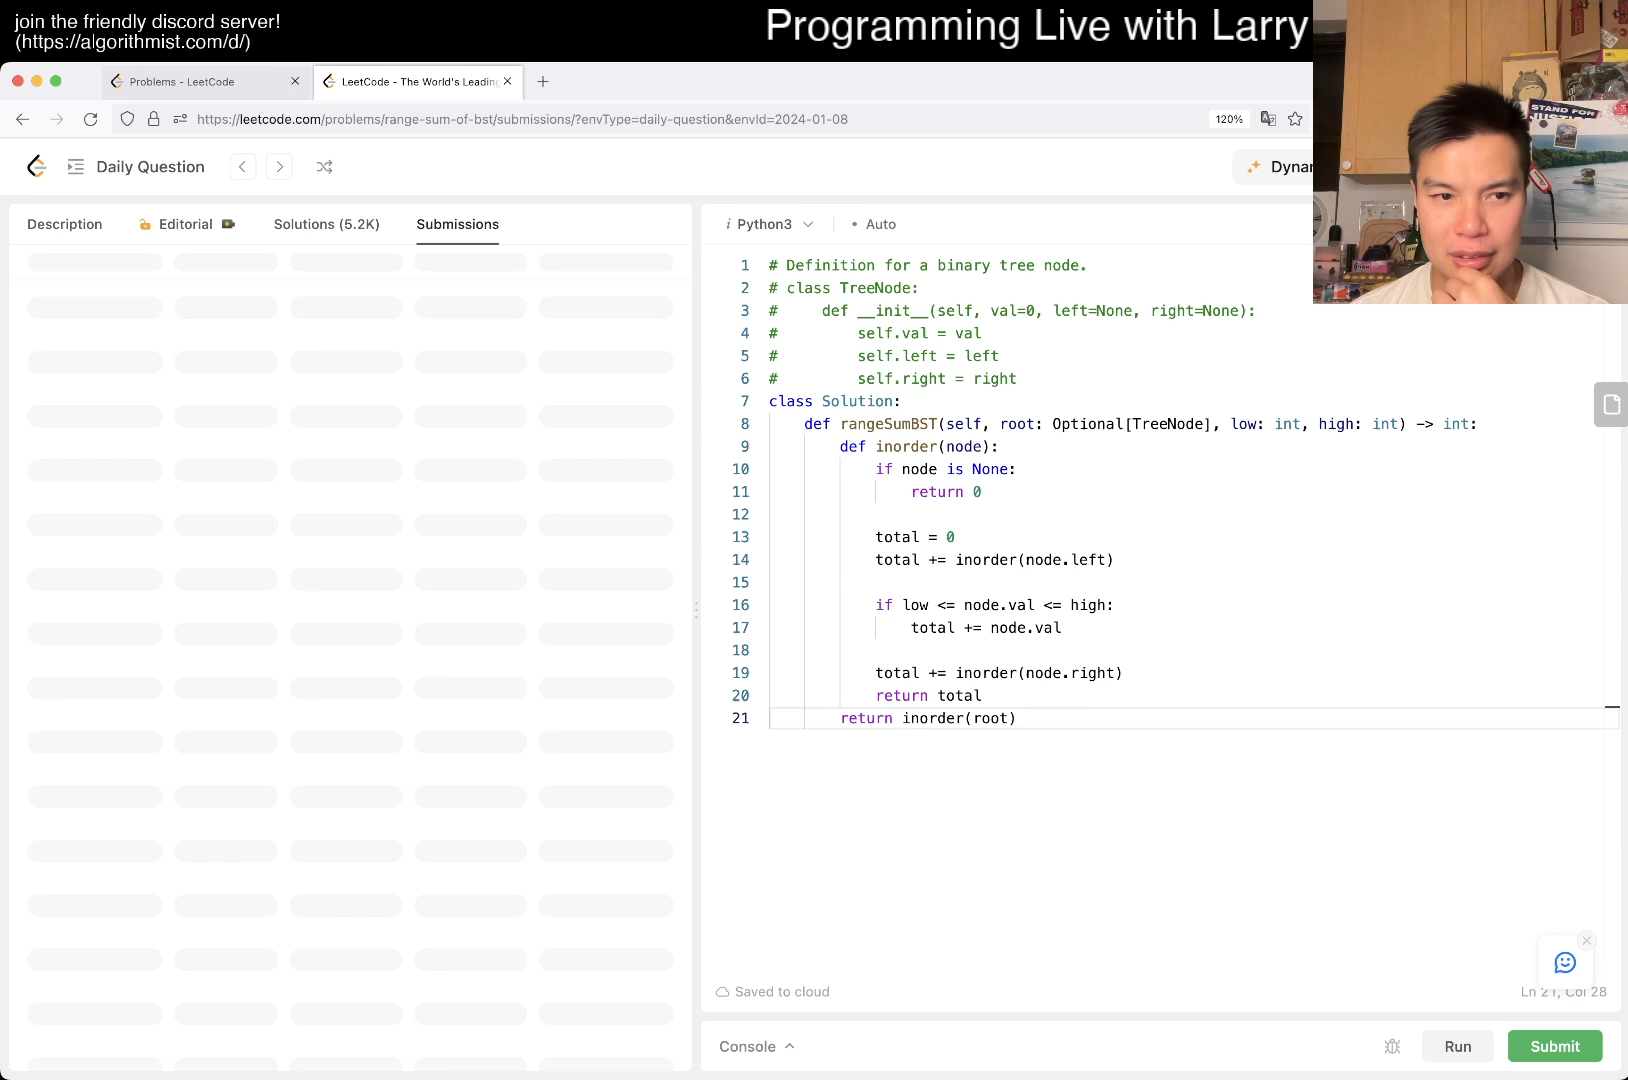 join the friendly discord server!
(https://algorithmist.com/d/)
Programming Live with Larry
Problems - LeetCode
LeetCode - The World's Leading
https://leetcode.com/problems/range-sum-of-bst/submissions/?envType=daily-question&envId=2024-01-08
120%
Daily Question
Dynam
STAND FOR
JUSTICE
Description
Editorial
Solutions (5.2K)
Submissions
i Python3
• Auto
1 # Definition for a binary tree node.
2 # class TreeNode:
3 #     def __init__(self, val=0, left=None, right=None):
4 #         self.val = val
5 #         self.left = left
6 #         self.right = right
7 class Solution:
8     def rangeSumBST(self, root: Optional[TreeNode], low: int, high: int) -> int:
9         def inorder(node):
10             if node is None:
11                 return 0
12
13             total = 0
14             total += inorder(node.left)
15
16             if low <= node.val <= high:
17                 total += node.val
18
19             total += inorder(node.right)
20             return total
21         return inorder(root)
Saved to cloud
Ln 21, Col 28
Console
Run
Submit